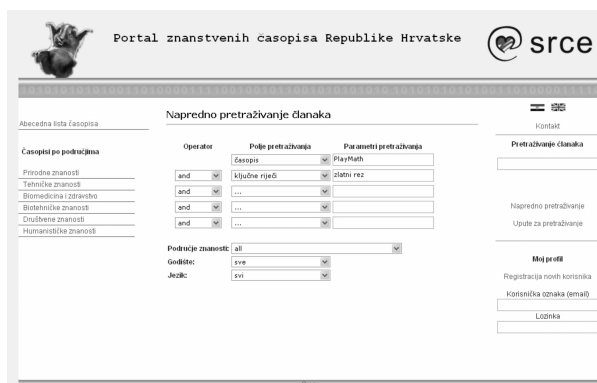 Portal znanstvenih časopisa Republike Hrvatske
srce
Abecedna lista časopisa
Časopisi po područjima
Prirodne znanosti
Tehničke znanosti
Biomedicina i zdravstvo
Biotehničke znanosti
Društvene znanosti
Humanističke znanosti
Napredno pretraživanje članaka
Operator Polje pretraživanja Parametri pretraživanja
časopis PlayMath
and ključne riječi zlatni rez
and ...
and ...
and ...
Područje znanosti: all
Godište: sve
Jezik: svi
Kontakt
Pretraživanje članaka
Napredno pretraživanje
Upute za pretraživanje
Moj profil
Registracija novih korisnika
Korisnička oznaka (email)
Lozinka